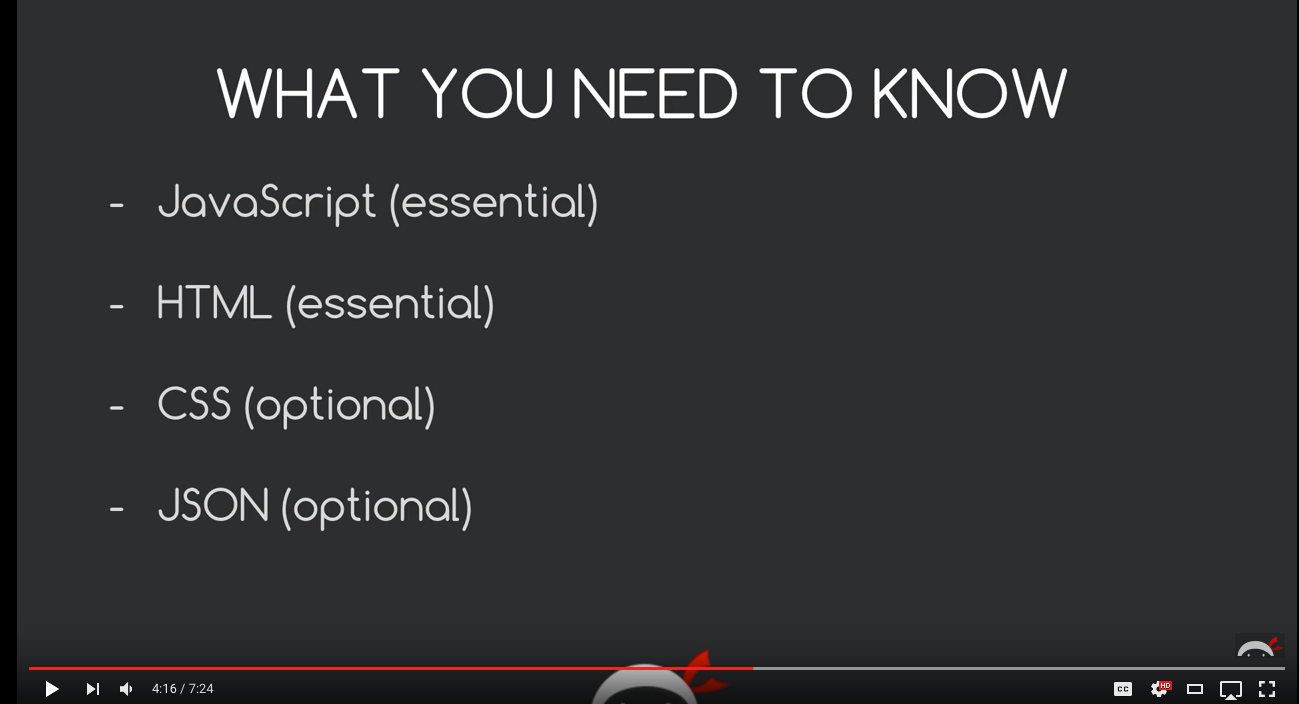 WHAT YOU NEED TO KNOW
- JavaScript (essential)
- HTML (essential)
- CSS (optional)
- JSON (optional)
4:16 / 7:24
CC
HD